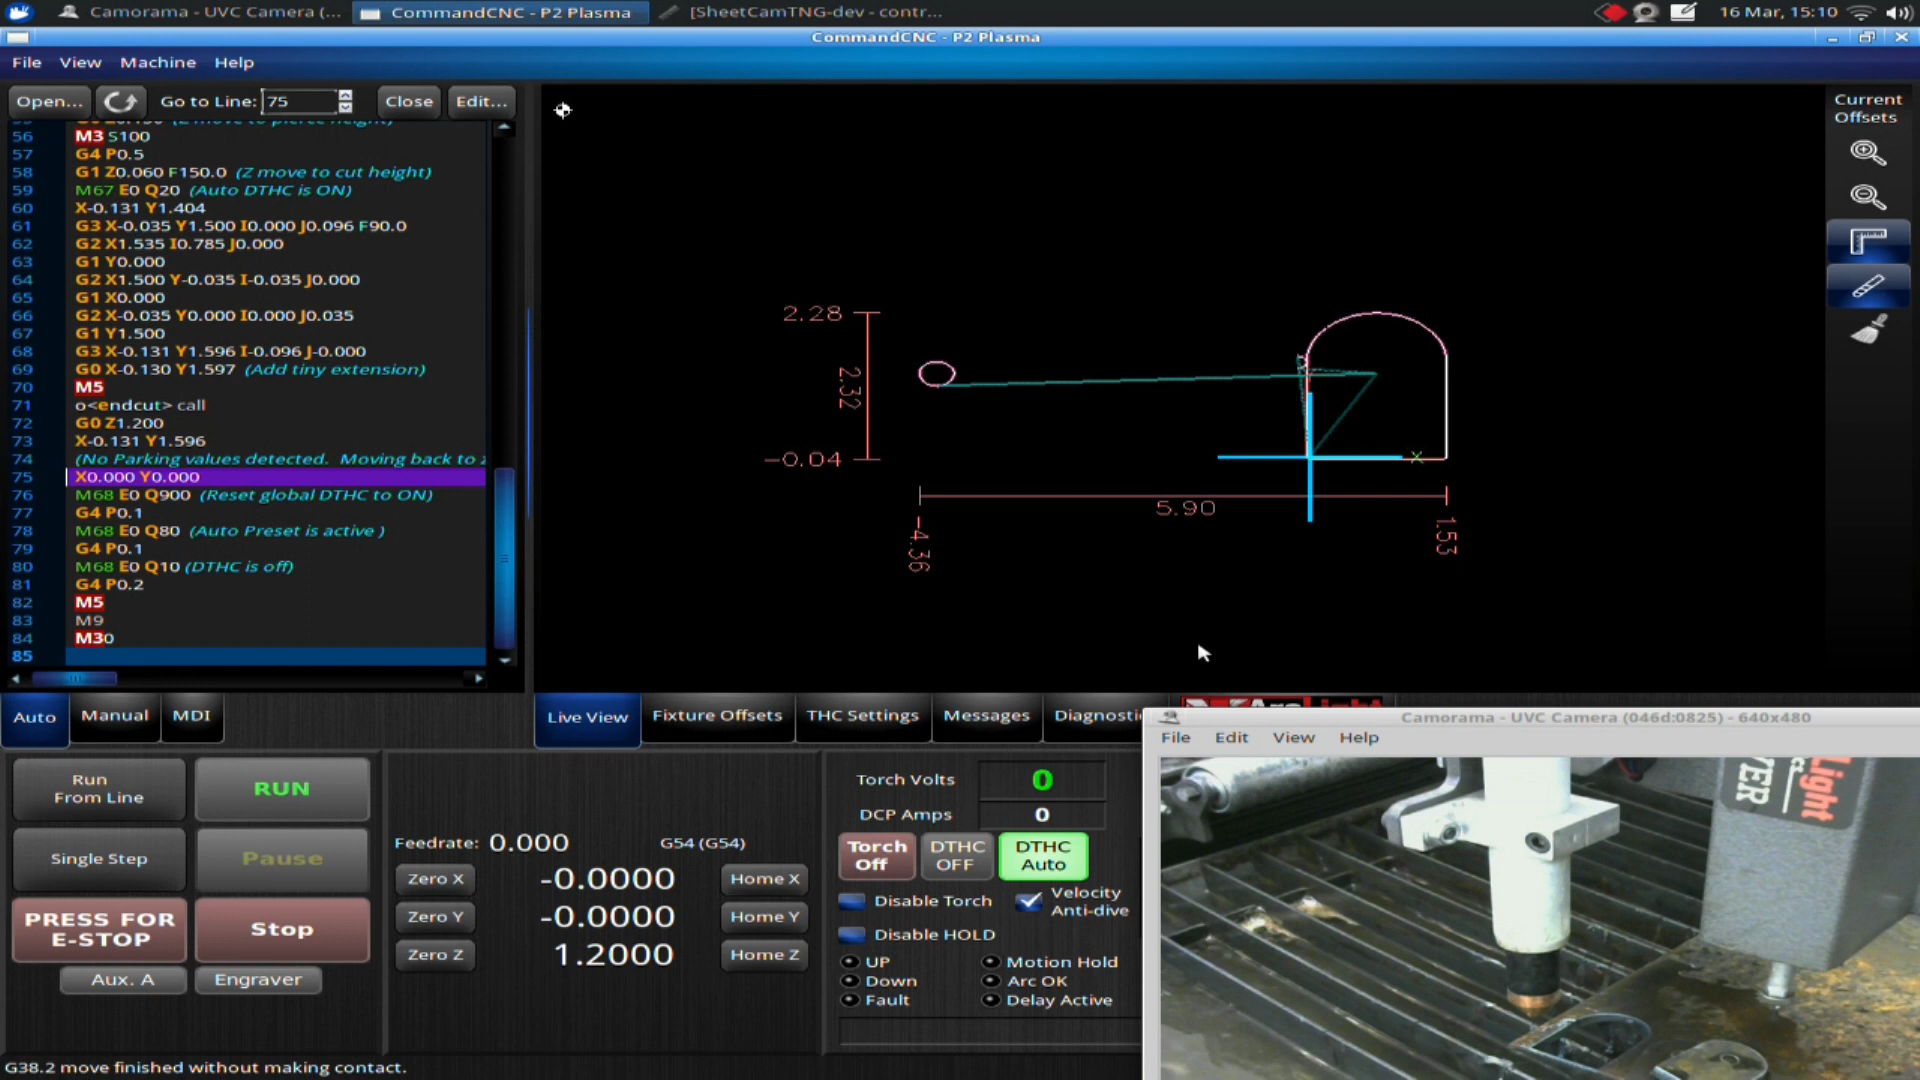 Camorama - UVC Camera (...
CommandCNC - P2 Plasma
[SheetCamTNG-dev - contr...
16 Mar, 15:10
CommandCNC - P2 Plasma
File View Machine Help
Open... Go to Line: 75 Close Edit...
56 M3 S100
57 G4 P0.5
58 G1 Z0.060 F150.0 (Z move to cut height)
59 M67 E0 Q20 (Auto DTHC is ON)
60 X-0.131 Y1.404
61 G3 X-0.035 Y1.500 I0.000 J0.096 F90.0
62 G2 X1.535 I0.785 J0.000
63 G1 Y0.000
64 G2 X1.500 Y-0.035 I-0.035 J0.000
65 G1 X0.000
66 G2 X-0.035 Y0.000 I0.000 J0.035
67 G1 Y1.500
68 G3 X-0.131 Y1.596 I-0.096 J-0.000
69 G0 X-0.130 Y1.597 (Add tiny extension)
70 M5
71 o<endcut> call
72 G0 Z1.200
73 X-0.131 Y1.596
74 (No Parking values detected. Moving back to
75 X0.000 Y0.000
76 M68 E0 Q900 (Reset global DTHC to ON)
77 G4 P0.1
78 M68 E0 Q80 (Auto Preset is active )
79 G4 P0.1
80 M68 E0 Q10 (DTHC is off)
81 G4 P0.2
82 M5
83 M9
84 M30
85
2.28
2.32
-0.04
5.90
-4.36
1.53
X
Current
Offsets
Auto Manual MDI
Live View Fixture Offsets THC Settings Messages Diagnosti
Run
From Line
RUN
Single Step
Pause
PRESS FOR
E-STOP
Stop
Aux. A
Engraver
Feedrate: 0.000 G54 (G54)
Zero X -0.0000 Home X
Zero Y -0.0000 Home Y
Zero Z 1.2000 Home Z
Torch Volts 0
DCP Amps 0
Torch
Off
DTHC
OFF
DTHC
Auto
Disable Torch
Velocity
Anti-dive
Disable HOLD
UP Motion Hold
Down Arc OK
Fault Delay Active
Camorama - UVC Camera (046d:0825) - 640x480
File Edit View Help
G38.2 move finished without making contact.